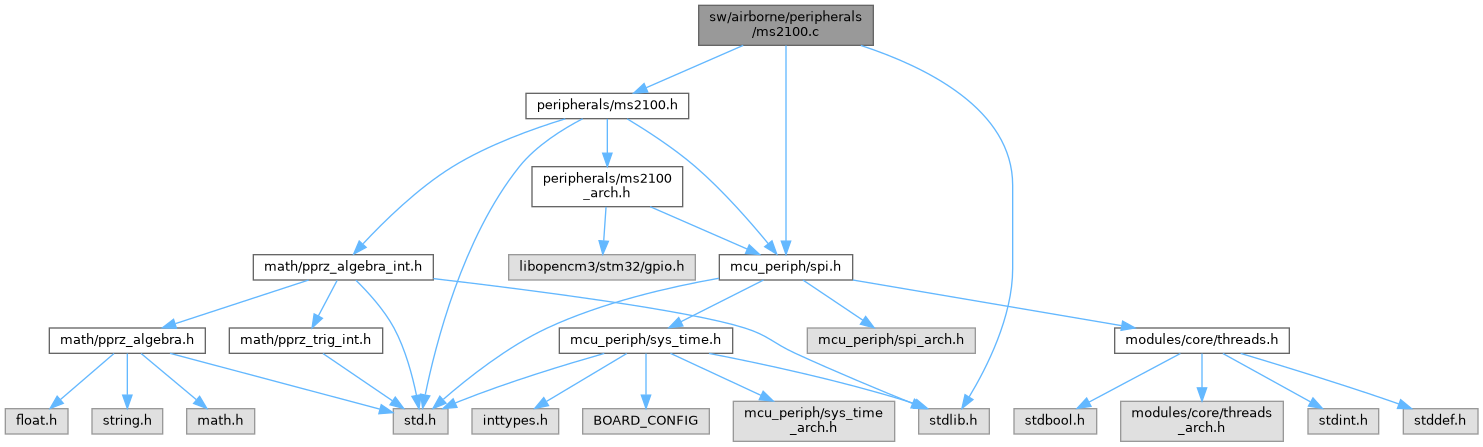 sw/airborne/peripherals
/ms2100.c
peripherals/ms2100.h
peripherals/ms2100
_arch.h
math/pprz_algebra_int.h
libopencm3/stm32/gpio.h
mcu_periph/spi.h
math/pprz_algebra.h
math/pprz_trig_int.h
mcu_periph/sys_time.h
mcu_periph/spi_arch.h
modules/core/threads.h
float.h
string.h
math.h
std.h
inttypes.h
BOARD_CONFIG
mcu_periph/sys_time
_arch.h
stdlib.h
stdbool.h
modules/core/threads
_arch.h
stdint.h
stddef.h